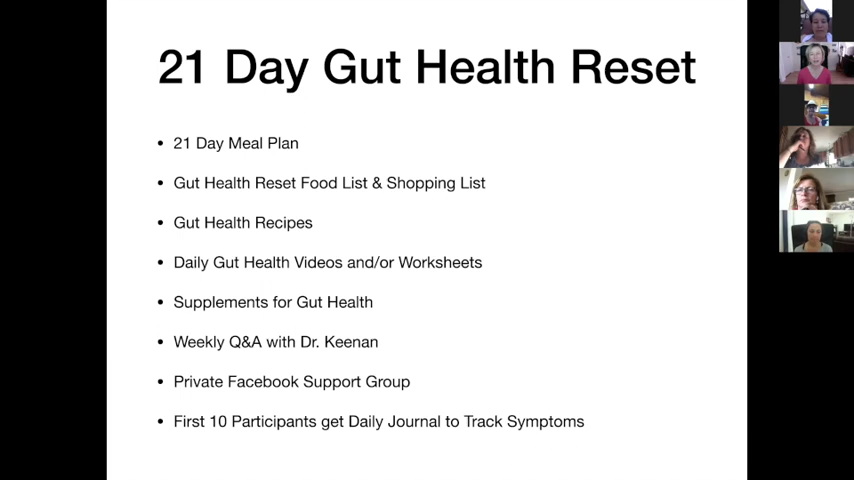 21 Day Gut Health Reset
• 21 Day Meal Plan
• Gut Health Reset Food List & Shopping List
• Gut Health Recipes
• Daily Gut Health Videos and/or Worksheets
• Supplements for Gut Health
• Weekly Q&A with Dr. Keenan
• Private Facebook Support Group
• First 10 Participants get Daily Journal to Track Symptoms